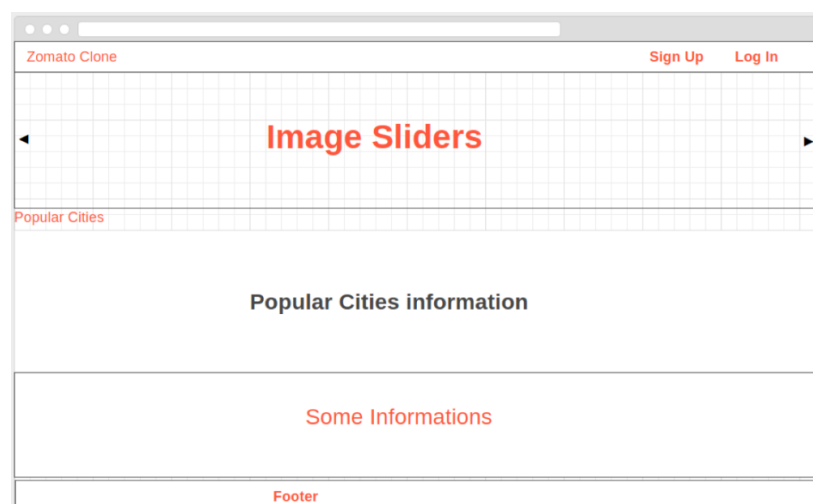 Zomato Clone Sign Up Log In
Image Sliders
Popular Cities
Popular Cities information
Some Informations
Footer